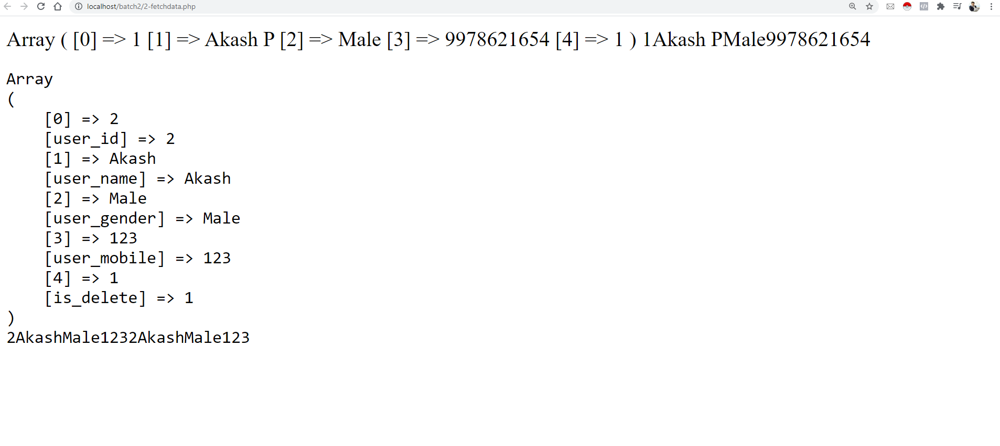 localhost/batch2/2-fetchdata.php
Array ( [0] => 1 [1] => Akash P [2] => Male [3] => 9978621654 [4] => 1 ) 1Akash PMale9978621654
Array
(
    [0] => 2
    [user_id] => 2
    [1] => Akash
    [user_name] => Akash
    [2] => Male
    [user_gender] => Male
    [3] => 123
    [user_mobile] => 123
    [4] => 1
    [is_delete] => 1
)
2AkashMale1232AkashMale123